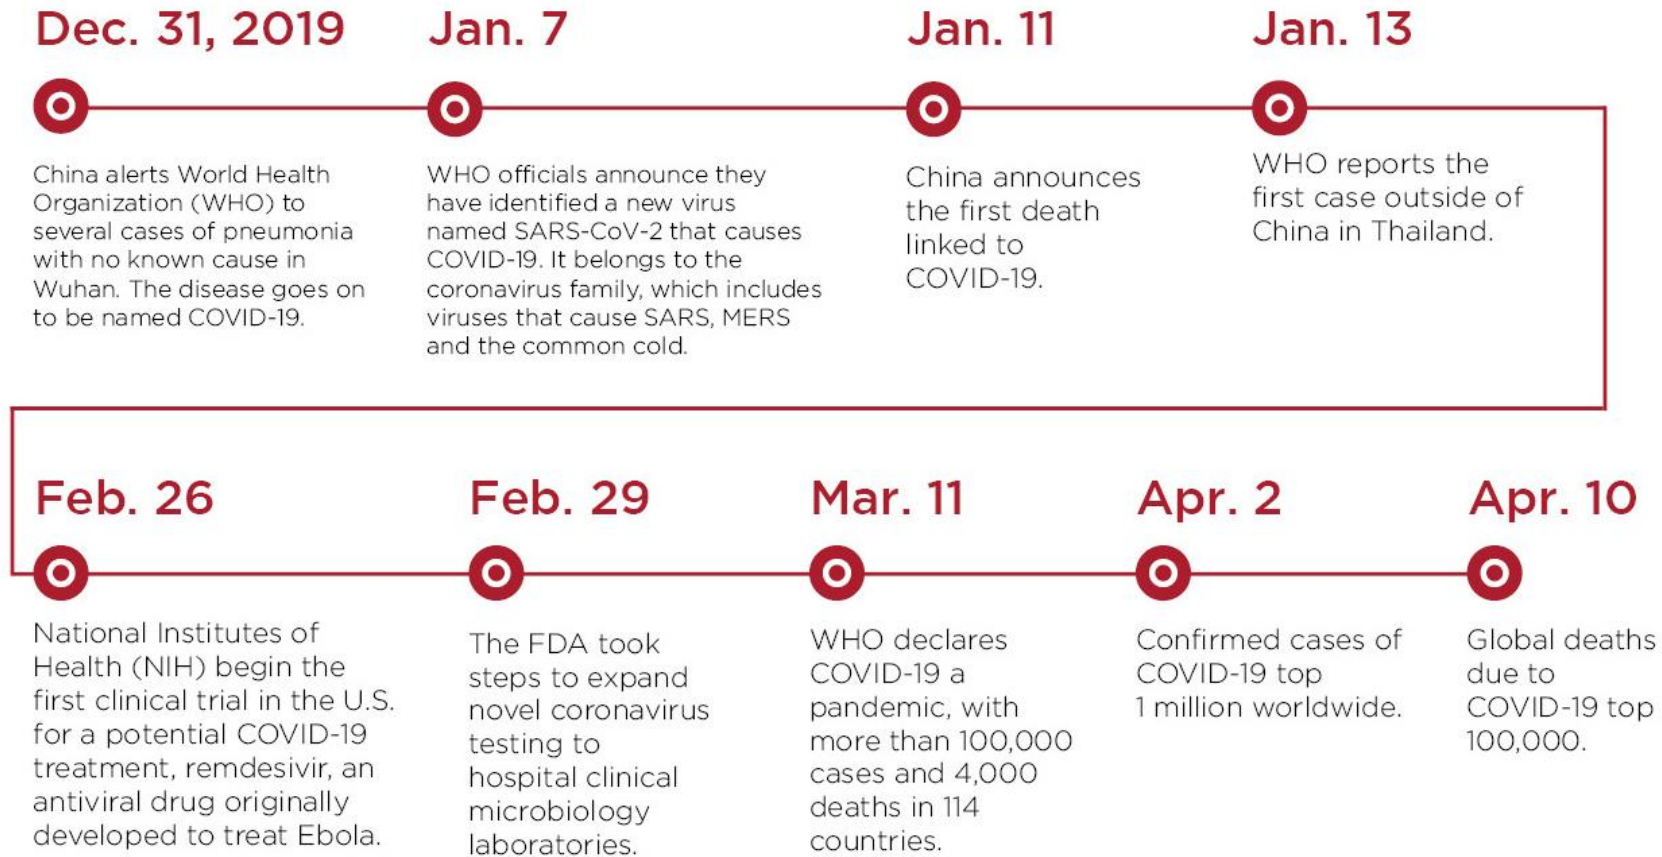 Dec. 31, 2019
China alerts World Health
Organization (WHO) to
several cases of pneumonia
with no known cause in
Wuhan. The disease goes on
to be named COVID-19.
Jan. 7
WHO officials announce they
have identified a new virus
named SARS-CoV-2 that causes
COVID-19. It belongs to the
coronavirus family, which includes
viruses that cause SARS, MERS
and the common cold.
Jan. 11
China announces
the first death
linked to
COVID-19.
Jan. 13
WHO reports the
first case outside of
China in Thailand.
Feb. 26
National Institutes of
Health (NIH) begin the
first clinical trial in the U.S.
for a potential COVID-19
treatment, remdesivir, an
antiviral drug originally
developed to treat Ebola.
Feb. 29
The FDA took
steps to expand
novel coronavirus
testing to
hospital clinical
microbiology
laboratories.
Mar. 11
WHO declares
COVID-19 a
pandemic, with
more than 100,000
cases and 4,000
deaths in 114
countries.
Apr. 2
Confirmed cases of
COVID-19 top
1 million worldwide.
Apr. 10
Global deaths
due to
COVID-19 top
100,000.